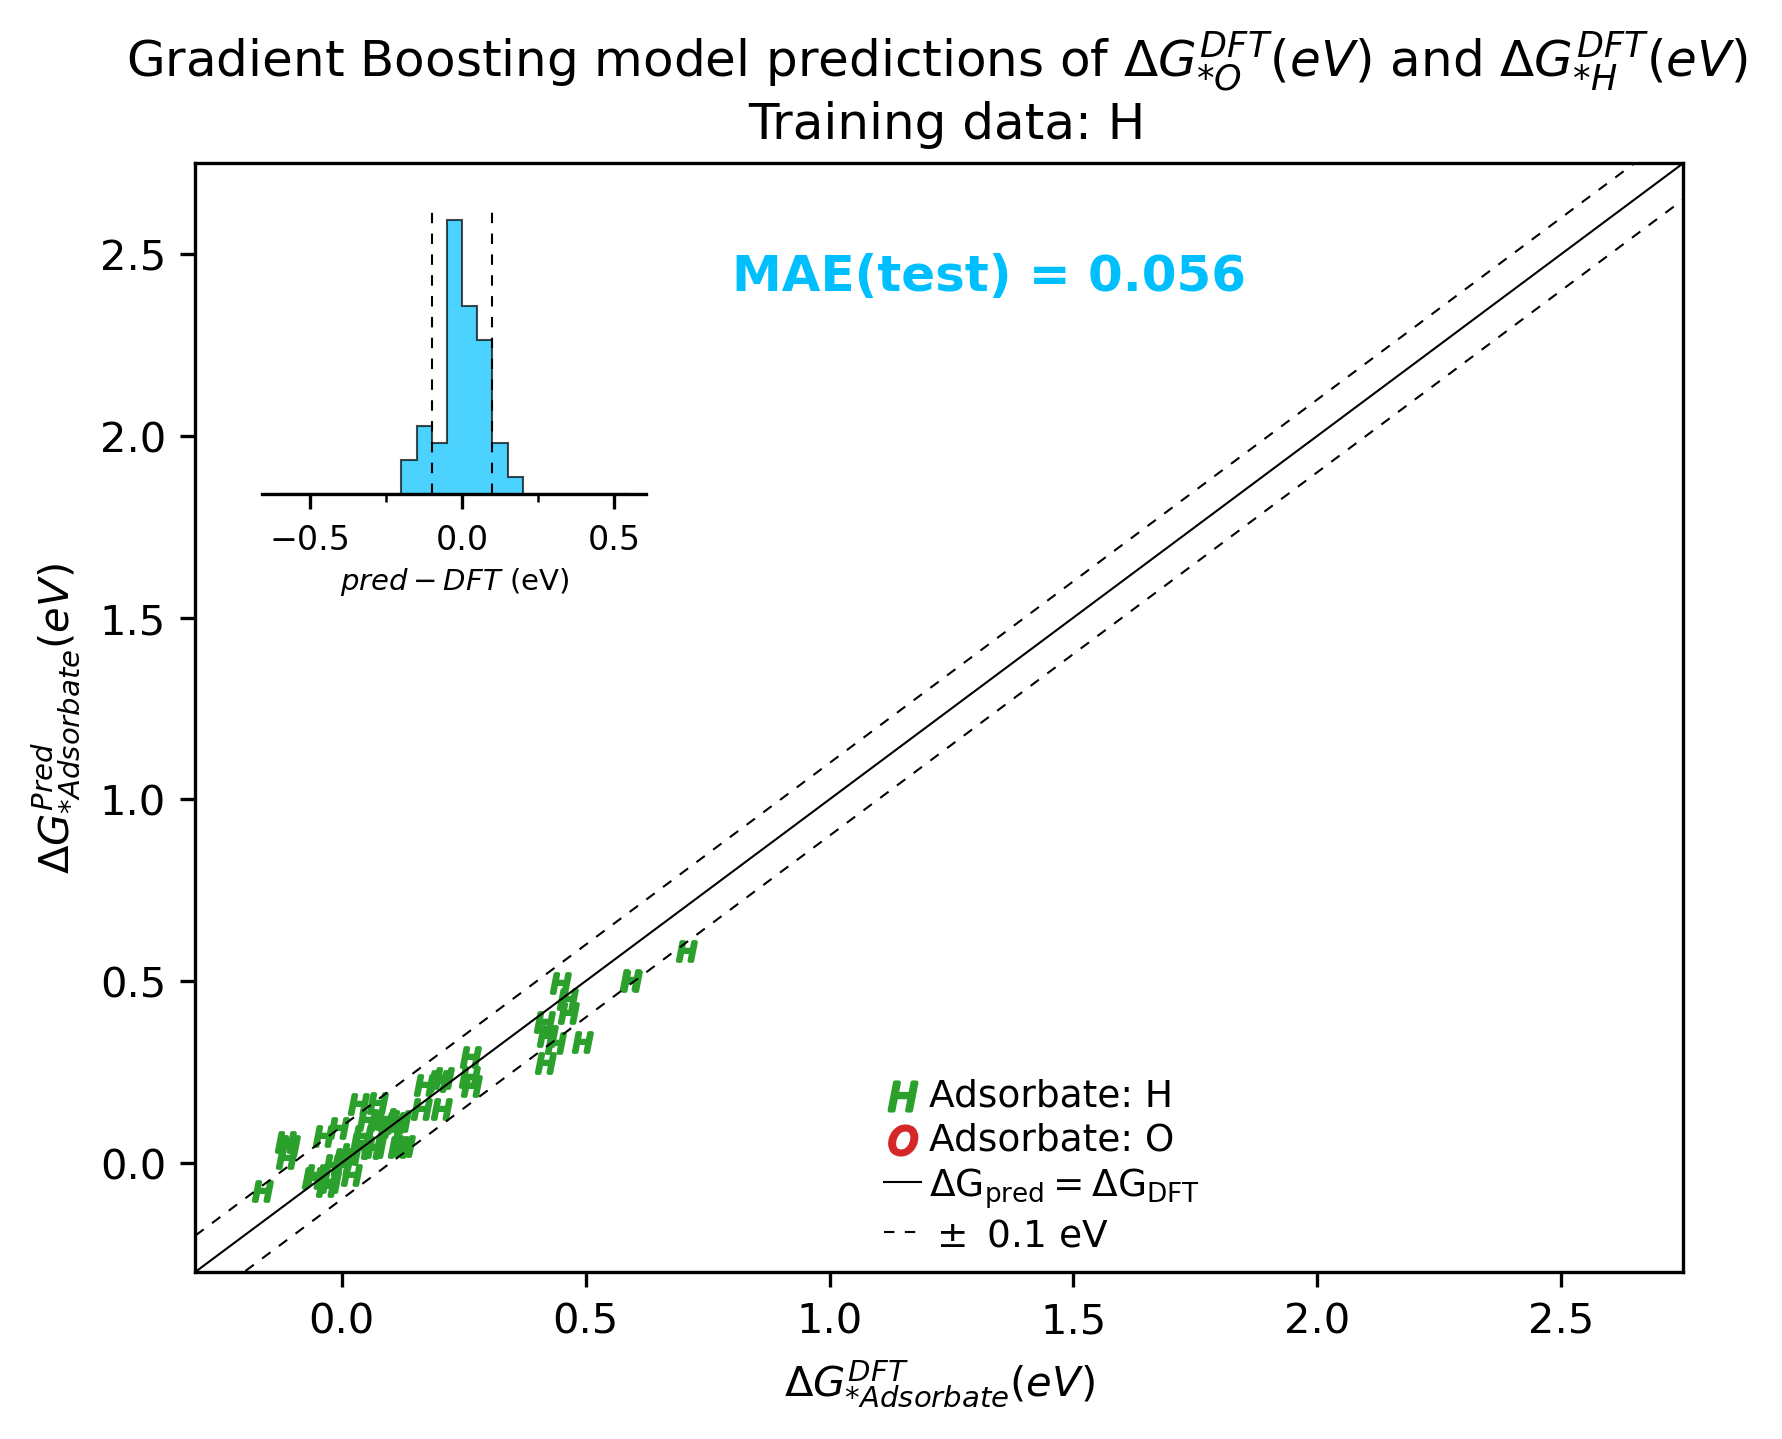 Gradient Boosting model predictions of ΔG*O^DFT(eV) and ΔG*H^DFT(eV)
Training data: H
MAE(test) = 0.056
2.5
2.0
1.5
1.0
0.5
0.0
−0.5 0.0 0.5
pred − DFT (eV)
ΔG*Adsorbate^Pred(eV)
H Adsorbate: H
O Adsorbate: O
ΔGpred = ΔGDFT
± 0.1 eV
0.0 0.5 1.0 1.5 2.0 2.5
ΔG*Adsorbate^DFT(eV)